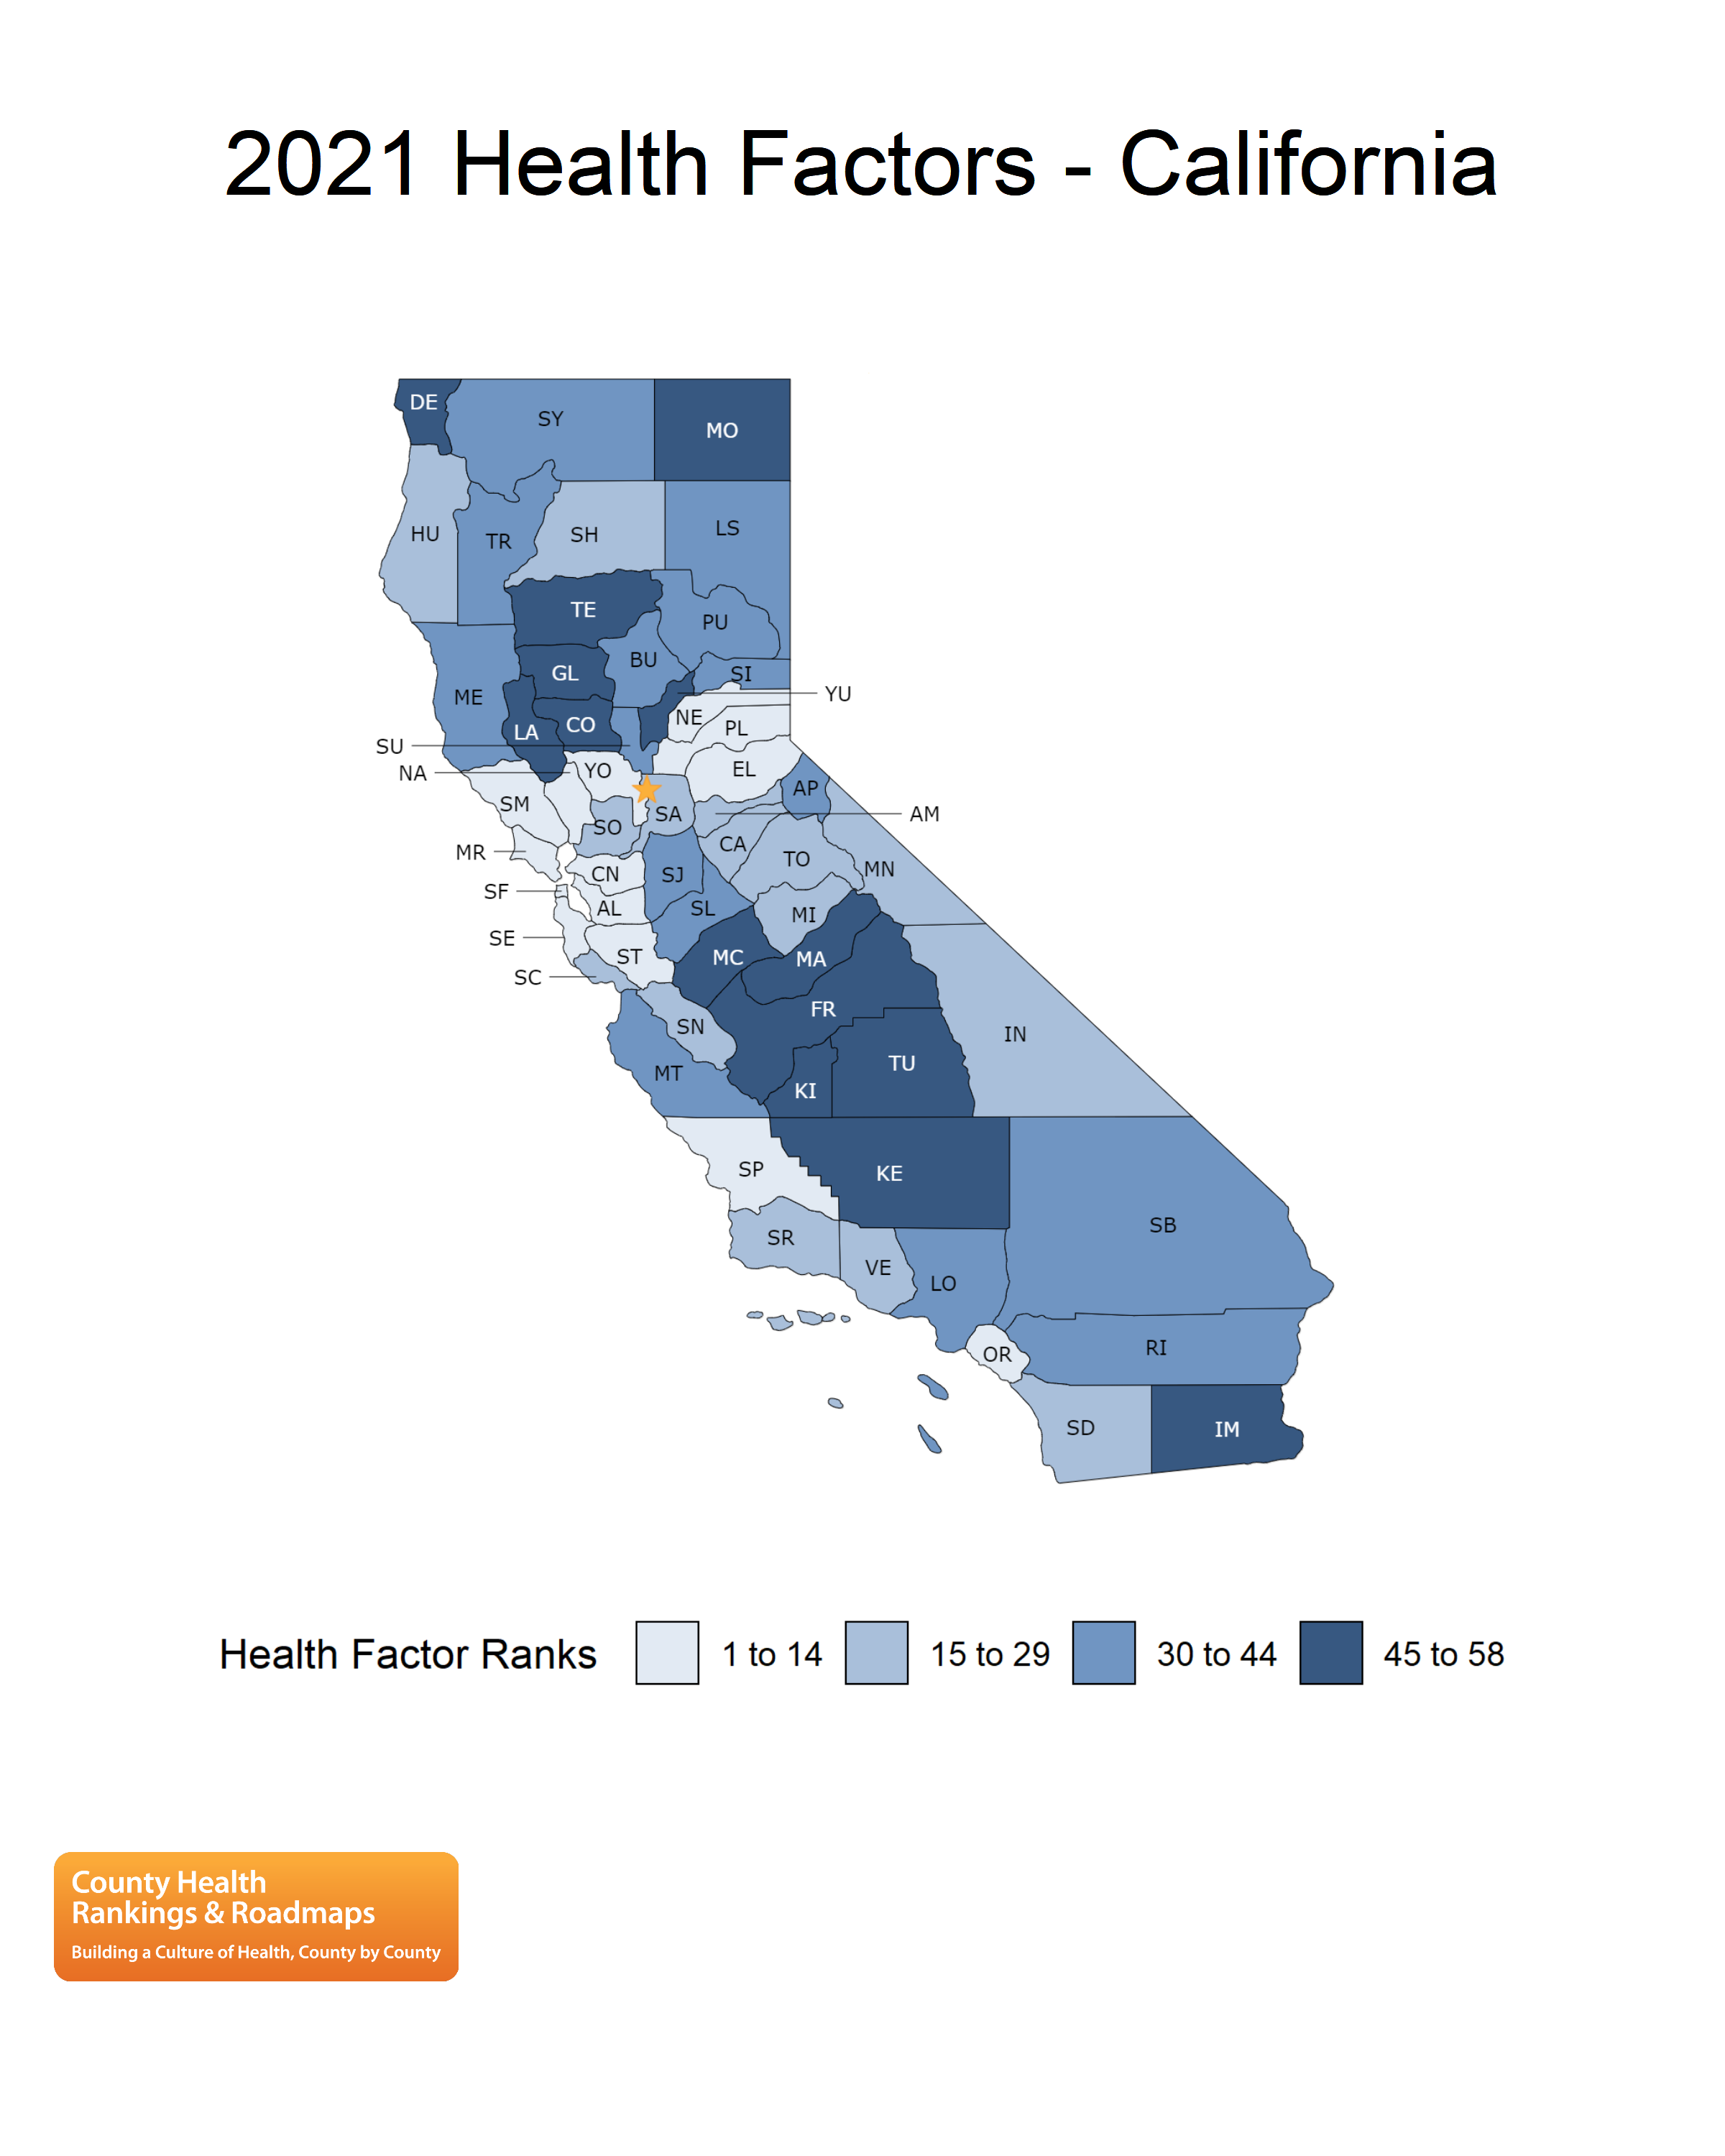 2021 Health Factors - California
DE
SY
MO
HU
TR
SH
LS
TE
PU
BU
GL
SI
ME
YU
NE
CO
PL
LA
SU
YO
EL
NA
AP
SM
SA
AM
SO
CA
MR
TO
MN
CN
SJ
SF
AL
SL
MI
SE
ST
MC
MA
SC
FR
SN
IN
TU
MT
KI
SP
KE
SB
SR
VE
LO
RI
OR
SD
IM
Health Factor Ranks 1 to 14 15 to 29 30 to 44 45 to 58
County Health
Rankings & Roadmaps
Building a Culture of Health, County by County